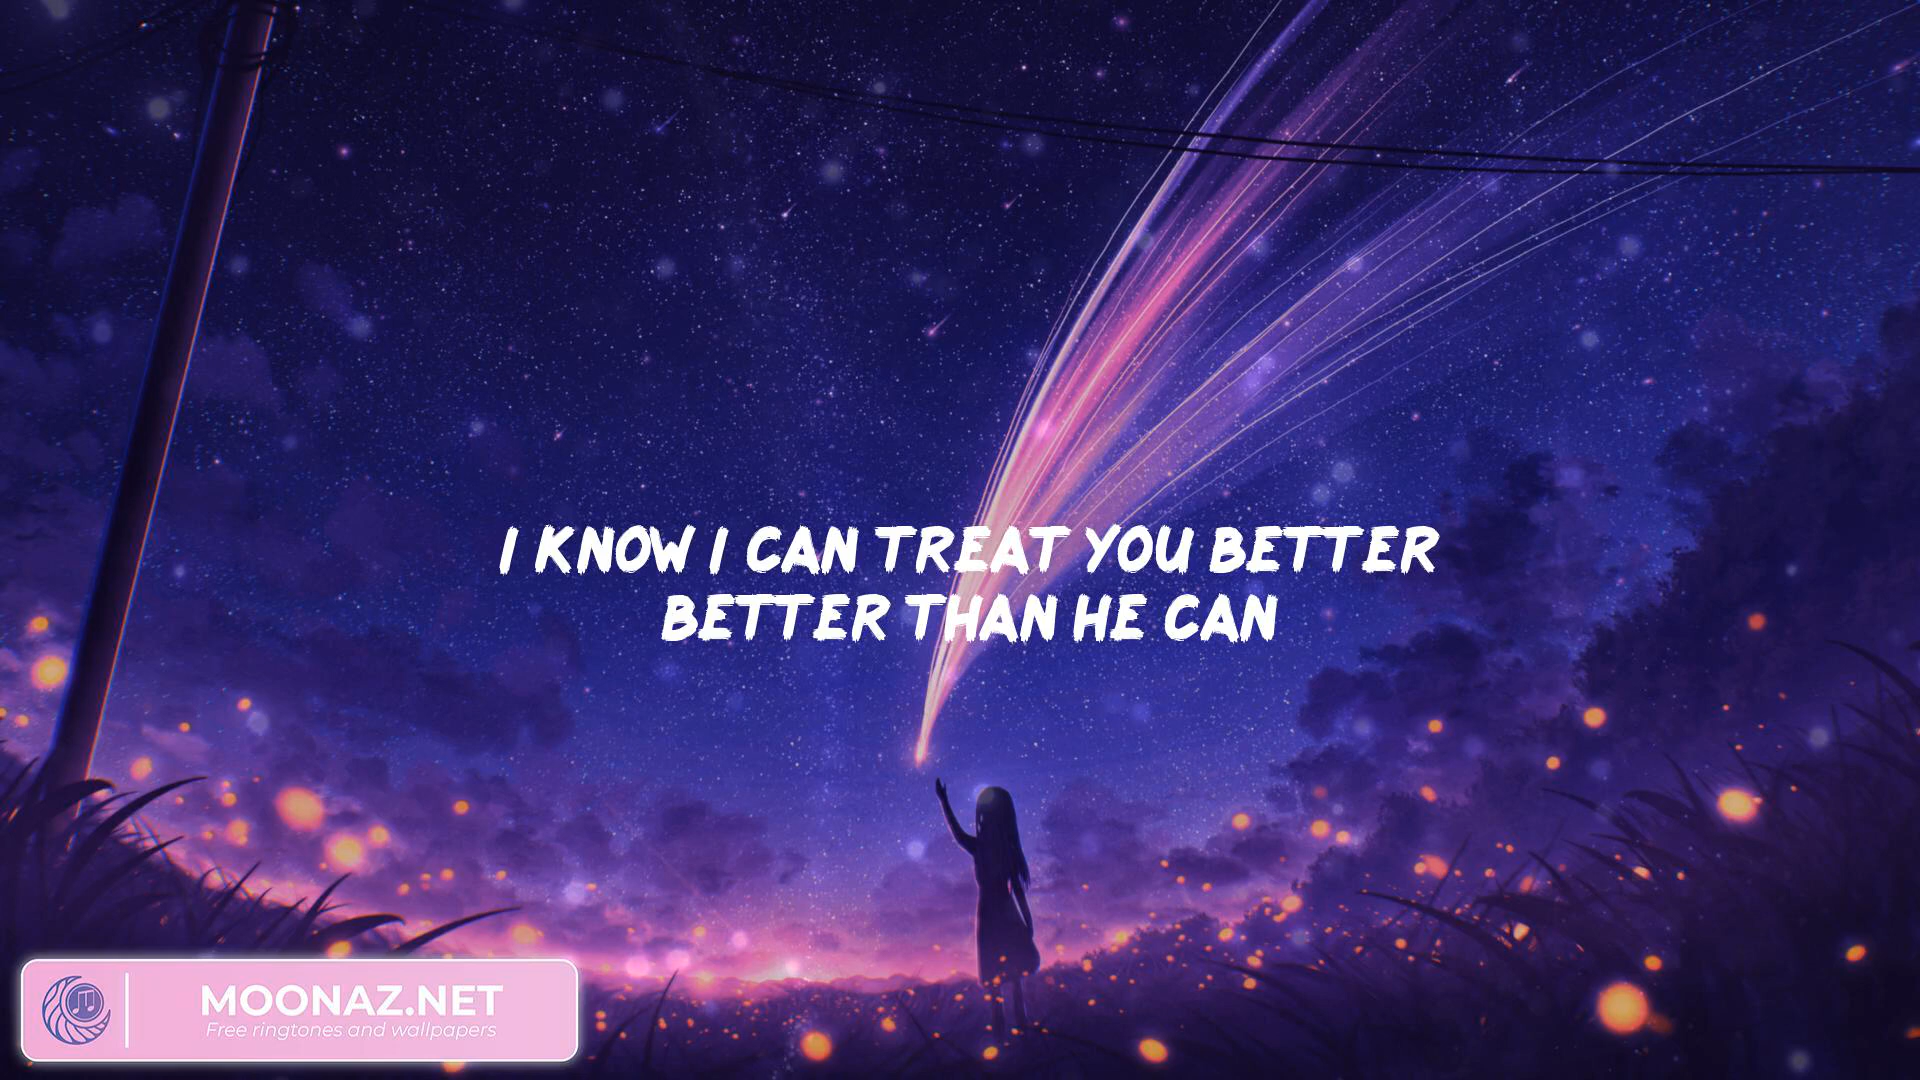 I KNOW I CAN TREAT YOU BETTER
BETTER THAN HE CAN
MOONAZ.NET
Free ringtones and wallpapers